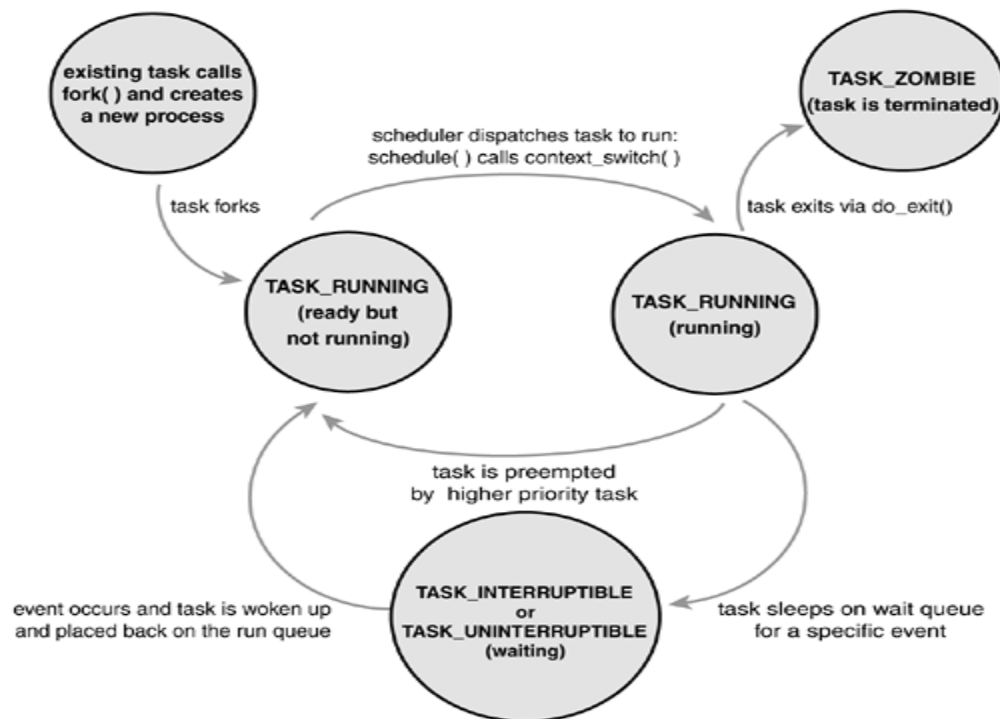 existing task calls
fork( ) and creates
a new process
TASK_ZOMBIE
(task is terminated)
scheduler dispatches task to run:
schedule( ) calls context_switch( )
task forks
task exits via do_exit()
TASK_RUNNING
(ready but
not running)
TASK_RUNNING
(running)
task is preempted
by higher priority task
TASK_INTERRUPTIBLE
or
TASK_UNINTERRUPTIBLE
(waiting)
event occurs and task is woken up
and placed back on the run queue
task sleeps on wait queue
for a specific event